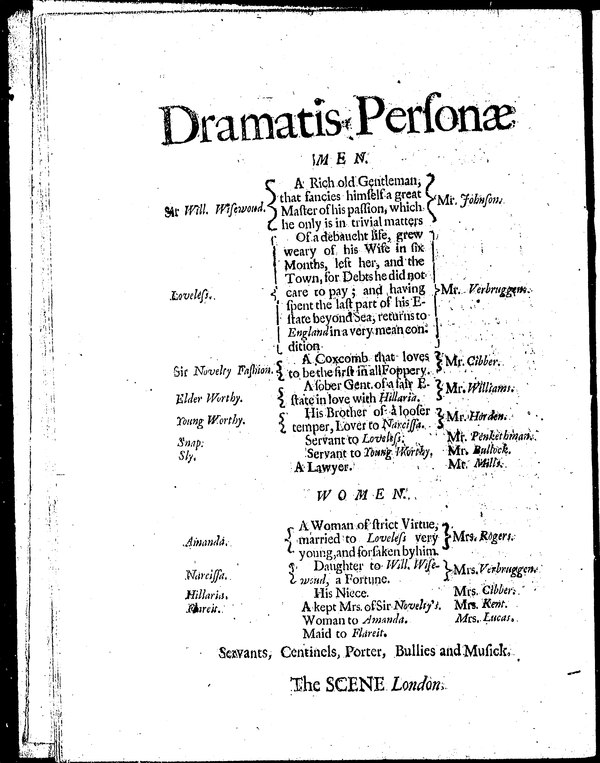 Dramatis Perſonæ
MEN.
Sir Will. Wiſewoud. A Rich old Gentleman,
that fancies himſelf a great
Maſter of his paſſion, which
he only is in trivial matters
Mr. Johnſon.
Loveleſs. Of a debaucht life, grew
weary of his Wife in ſix
Months, left her, and the
Town, for Debts he did not
care to pay; and having
ſpent the laſt part of his E-
ſtate beyond Sea, returns to
England in a very mean con-
dition
Mr. Verbruggen.
Sir Novelty Faſhion. A Coxcomb that loves
to be the firſt in all Foppery.
Mr. Cibber.
Elder Worthy. A ſober Gent. of a fair E-
ſtate in love with Hillaria.
Mr. Williams.
Young Worthy. His Brother of a looſer
temper, Lover to Narciſſa.
Mr. Horden.
Snap. Servant to Loveleſs. Mr. Penkethman.
Sly. Servant to Young Worthy. Mr. Bullock.
A Lawyer. Mr. Mills.
WOMEN.
Amanda. A Woman of ſtrict Virtue,
married to Loveleſs very
young, and forſaken by him.
Mrs. Rogers.
Narciſſa. Daughter to Will. Wiſe-
woud, a Fortune.
Mrs. Verbruggen.
Hillaria. His Niece. Mrs. Cibber.
Flareit. A kept Mrs. of Sir Novelty's. Mrs. Kent.
Woman to Amanda. Mrs. Lucas.
Maid to Flareit.
Servants, Centinels, Porter, Bullies and Muſick.
The SCENE London.